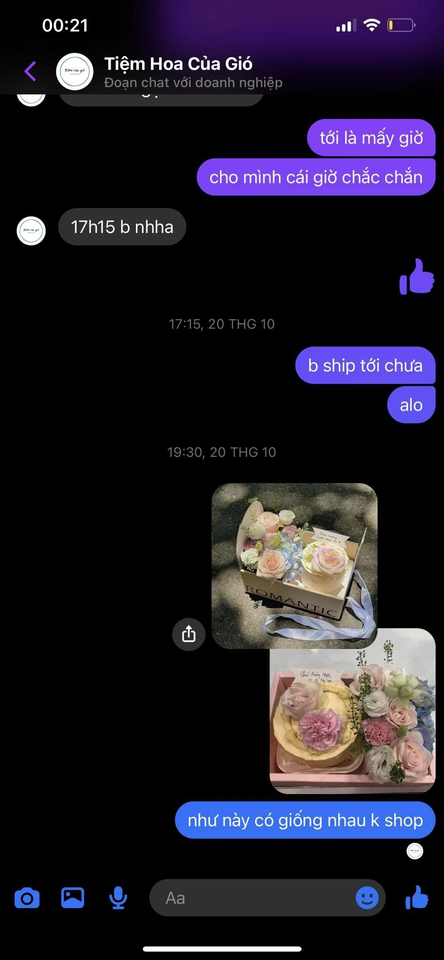 00:21
Tiệm Hoa Của Gió
Đoạn chat với doanh nghiệp
tới là mấy giờ
cho mình cái giờ chắc chắn
17h15 b nhha
17:15, 20 THG 10
b ship tới chưa
alo
19:30, 20 THG 10
ROMANTIC
như này có giống nhau k shop
Aa